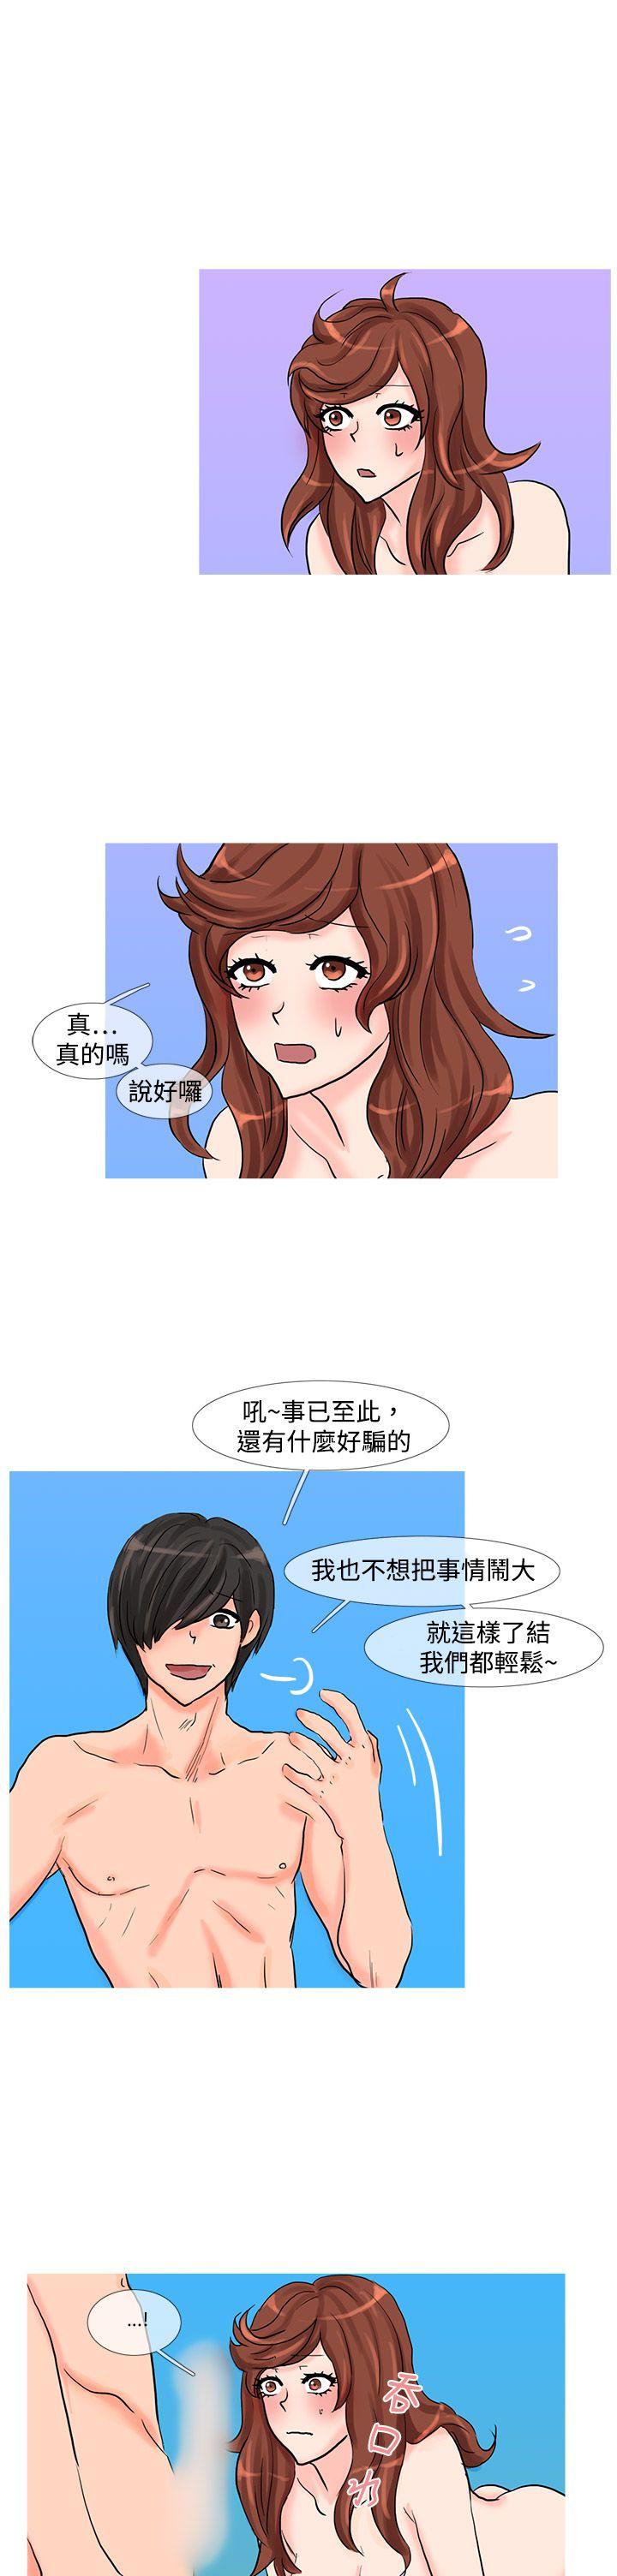 真...
真的嗎
說好囉
吼~事已至此，
還有什麼好騙的
我也不想把事情鬧大
就這樣了結
我們都輕鬆~
...!
吞
口
水